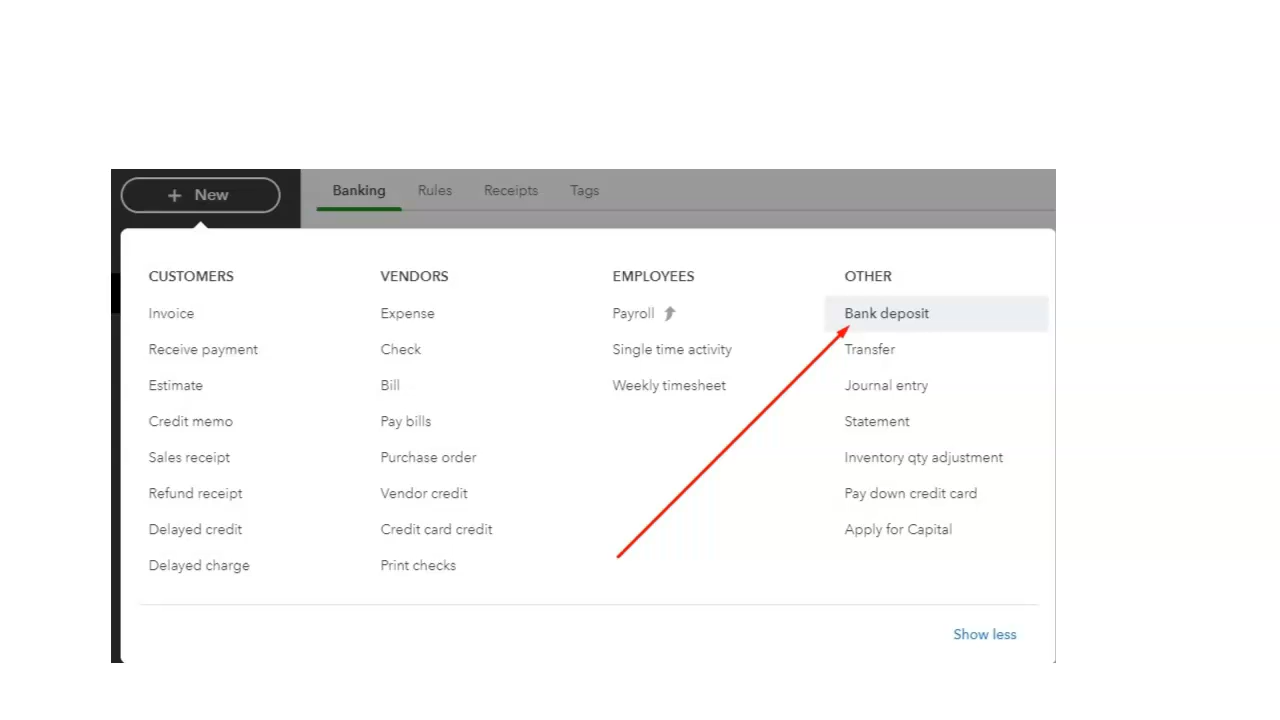 + New
Banking Rules Receipts Tags
CUSTOMERS
Invoice
Receive payment
Estimate
Credit memo
Sales receipt
Refund receipt
Delayed credit
Delayed charge
VENDORS
Expense
Check
Bill
Pay bills
Purchase order
Vendor credit
Credit card credit
Print checks
EMPLOYEES
Payroll
Single time activity
Weekly timesheet
OTHER
Bank deposit
Transfer
Journal entry
Statement
Inventory qty adjustment
Pay down credit card
Apply for Capital
Show less